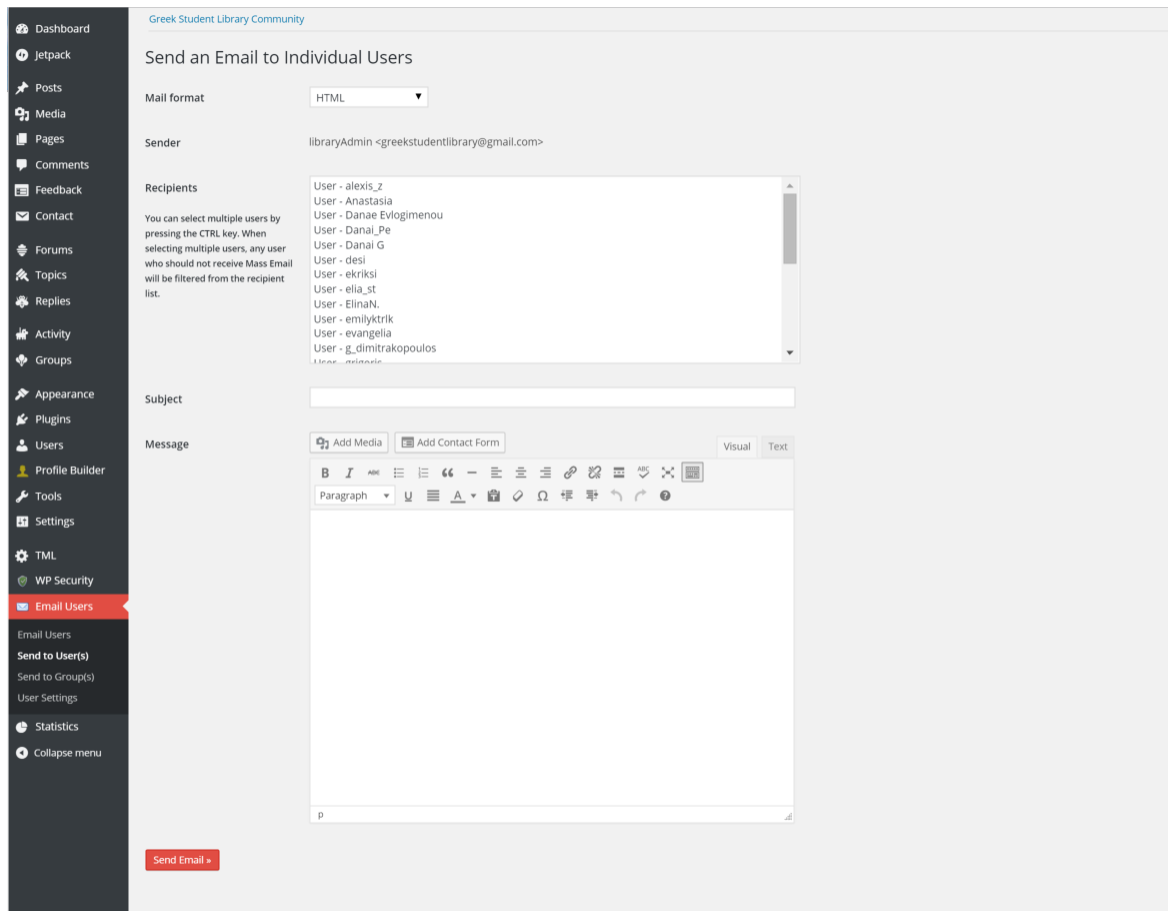 Greek Student Library Community
Dashboard
Jetpack
Posts
Media
Pages
Comments
Feedback
Contact
Forums
Topics
Replies
Activity
Groups
Appearance
Plugins
Users
Profile Builder
Tools
Settings
TML
WP Security
Email Users
Email Users
Send to User(s)
Send to Group(s)
User Settings
Statistics
Collapse menu
Send an Email to Individual Users
Mail format
HTML
Sender
libraryAdmin <greekstudentlibrary@gmail.com>
Recipients
You can select multiple users by
pressing the CTRL key. When
selecting multiple users, any user
who should not receive Mass Email
will be filtered from the recipient
list.
User - alexis_z
User - Anastasia
User - Danae Evlogimenou
User - Danai_Pe
User - Danai G
User - desi
User - ekriksi
User - elia_st
User - ElinaN.
User - emilyktrlk
User - evangelia
User - g_dimitrakopoulos
User - grigoris
Subject
Message
Add Media
Add Contact Form
Visual
Text
B I ABC ABC
Paragraph U A Ω
p
Send Email »